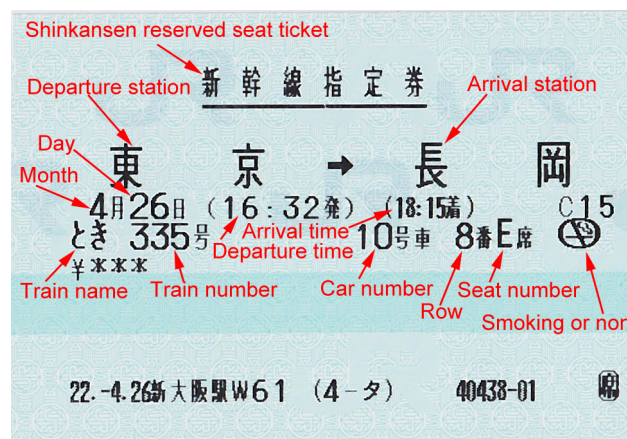 Shinkansen reserved seat ticket
新幹線指定券
Departure station
Arrival station
東京 → 長岡
Day
Month
4月26日 (16:32発) (18:15着) C15
Arrival time
Departure time
とき 335号 10号車 8番E席
¥***
Train name
Train number
Car number
Row
Seat number
Smoking or non
22.-4.26新大阪駅W61 (4-タ) 40438-01 席